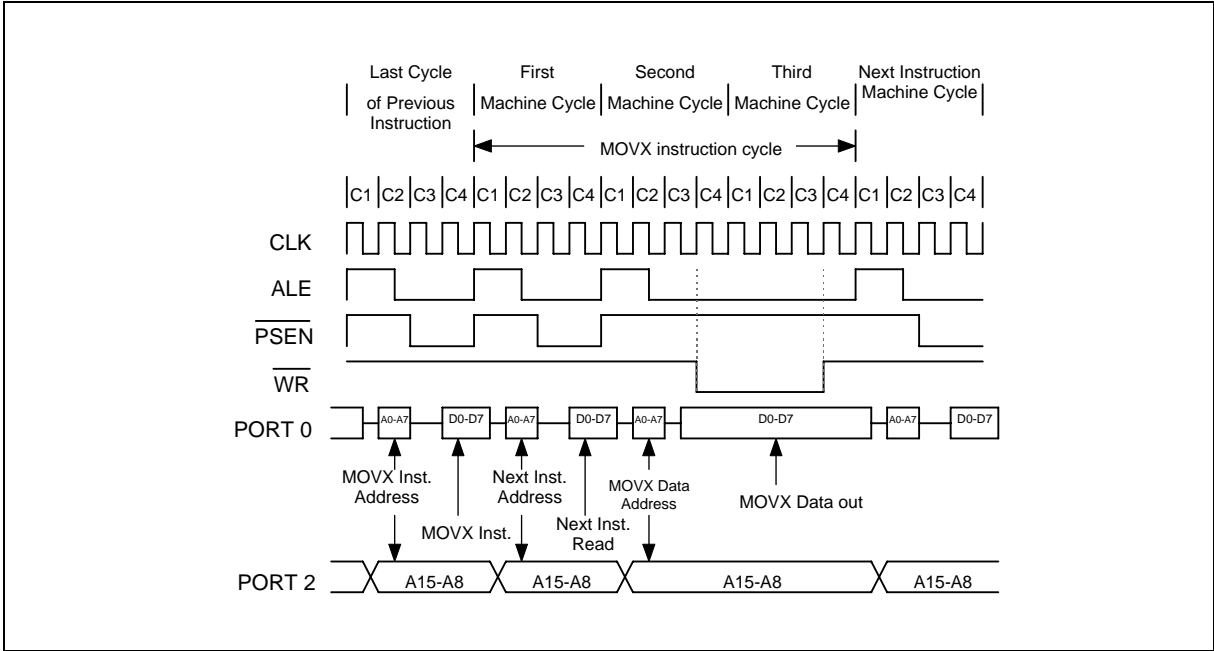 Last Cycle
of Previous
Instruction
First
Machine Cycle
Second
Machine Cycle
Third
Machine Cycle
Next Instruction
Machine Cycle
MOVX instruction cycle
C1 C2 C3 C4 C1 C2 C3 C4 C1 C2 C3 C4 C1 C2 C3 C4 C1 C2 C3 C4
CLK
ALE
PSEN
WR
PORT 0
A0-A7 D0-D7 A0-A7 D0-D7 A0-A7 D0-D7 A0-A7 D0-D7
MOVX Inst.
Address
MOVX Inst.
Next Inst.
Address
Next Inst.
Read
MOVX Data
Address
MOVX Data out
PORT 2
A15-A8 A15-A8 A15-A8 A15-A8